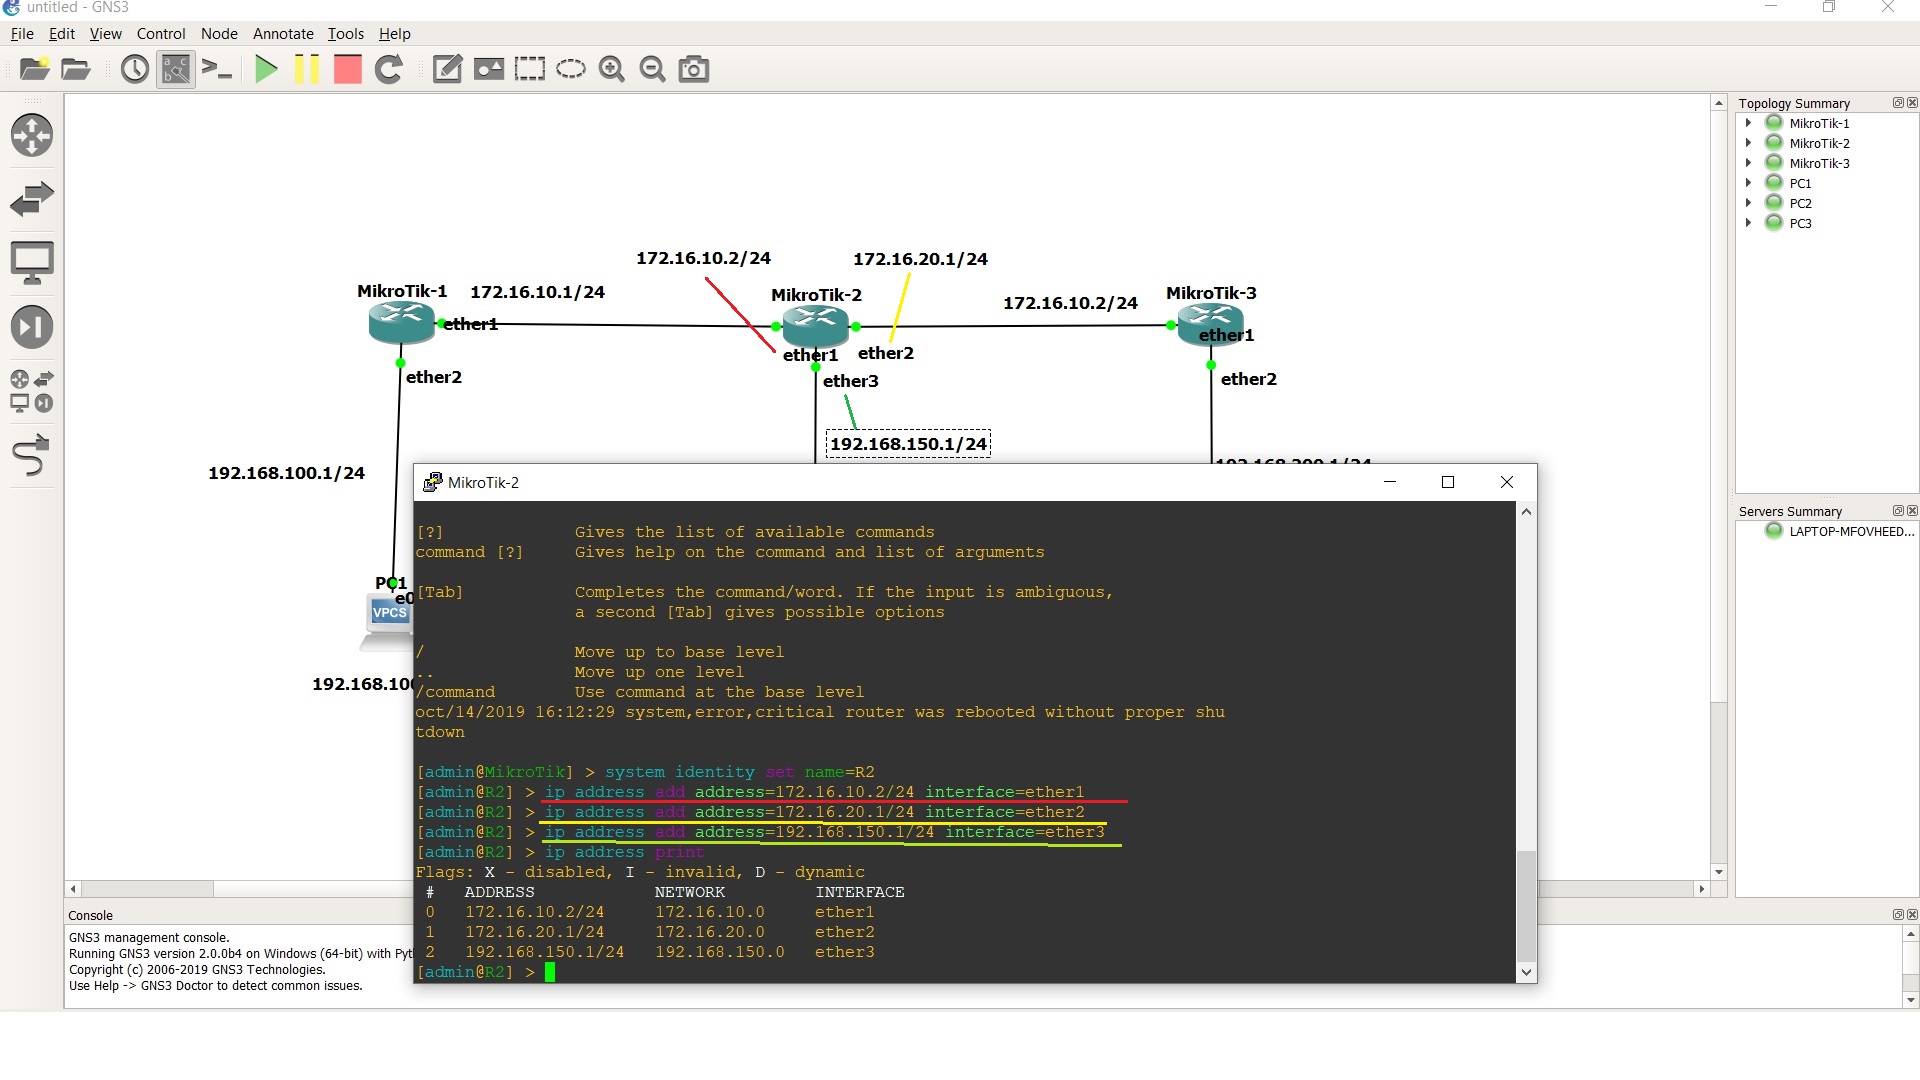 untitled - GNS3
File Edit View Control Node Annotate Tools Help
Topology Summary
MikroTik-1
MikroTik-2
MikroTik-3
PC1
PC2
PC3
Servers Summary
LAPTOP-MFOVHEED...
172.16.10.2/24 172.16.20.1/24
MikroTik-1 172.16.10.1/24 MikroTik-2 172.16.10.2/24 MikroTik-3
ether1 ether1 ether2 ether1
ether2 ether3 ether2
192.168.150.1/24
192.168.100.1/24
PC1
VPCS
MikroTik-2
[?] Gives the list of available commands
command [?] Gives help on the command and list of arguments
[Tab] Completes the command/word. If the input is ambiguous,
a second [Tab] gives possible options
/ Move up to base level
.. Move up one level
/command Use command at the base level
oct/14/2019 16:12:29 system,error,critical router was rebooted without proper shu
tdown
[admin@MikroTik] > system identity set name=R2
[admin@R2] > ip address add address=172.16.10.2/24 interface=ether1
[admin@R2] > ip address add address=172.16.20.1/24 interface=ether2
[admin@R2] > ip address add address=192.168.150.1/24 interface=ether3
[admin@R2] > ip address print
Flags: X - disabled, I - invalid, D - dynamic
# ADDRESS NETWORK INTERFACE
0 172.16.10.2/24 172.16.10.0 ether1
1 172.16.20.1/24 172.16.20.0 ether2
2 192.168.150.1/24 192.168.150.0 ether3
[admin@R2] >
Console
GNS3 management console.
Running GNS3 version 2.0.0b4 on Windows (64-bit) with
Copyright (c) 2006-2019 GNS3 Technologies.
Use Help -> GNS3 Doctor to detect common issues.